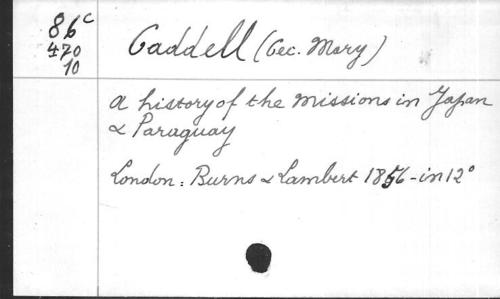 86c
470
10
Caddell (Cec. Mary)
A history of the missions in Japan
& Paraguay
London: Burns & Lambert 1856 - in 12°